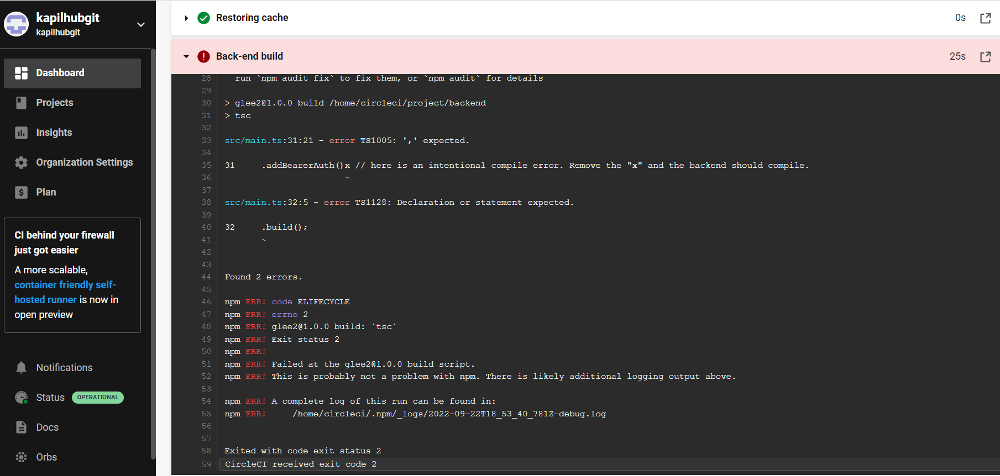 kapilhubgit
kapilhubgit
Dashboard
Projects
Insights
Organization Settings
Plan
CI behind your firewall
just got easier
A more scalable,
container friendly self-
hosted runner is now in
open preview
Notifications
Status OPERATIONAL
Docs
Orbs
Restoring cache 0s
Back-end build 25s
28 run `npm audit fix` to fix them, or `npm audit` for details
29
30 > glee2@1.0.0 build /home/circleci/project/backend
31 > tsc
32
33 src/main.ts:31:21 - error TS1005: ',' expected.
34
35 31     .addBearerAuth()x // here is an intentional compile error. Remove the "x" and the backend should compile.
36 ~
37
38 src/main.ts:32:5 - error TS1128: Declaration or statement expected.
39
40 32     .build();
41 ~
42
43
44 Found 2 errors.
45
46 npm ERR! code ELIFECYCLE
47 npm ERR! errno 2
48 npm ERR! glee2@1.0.0 build: `tsc`
49 npm ERR! Exit status 2
50 npm ERR!
51 npm ERR! Failed at the glee2@1.0.0 build script.
52 npm ERR! This is probably not a problem with npm. There is likely additional logging output above.
53
54 npm ERR! A complete log of this run can be found in:
55 npm ERR!     /home/circleci/.npm/_logs/2022-09-22T18_53_40_781Z-debug.log
56
57
58 Exited with code exit status 2
59 CircleCI received exit code 2